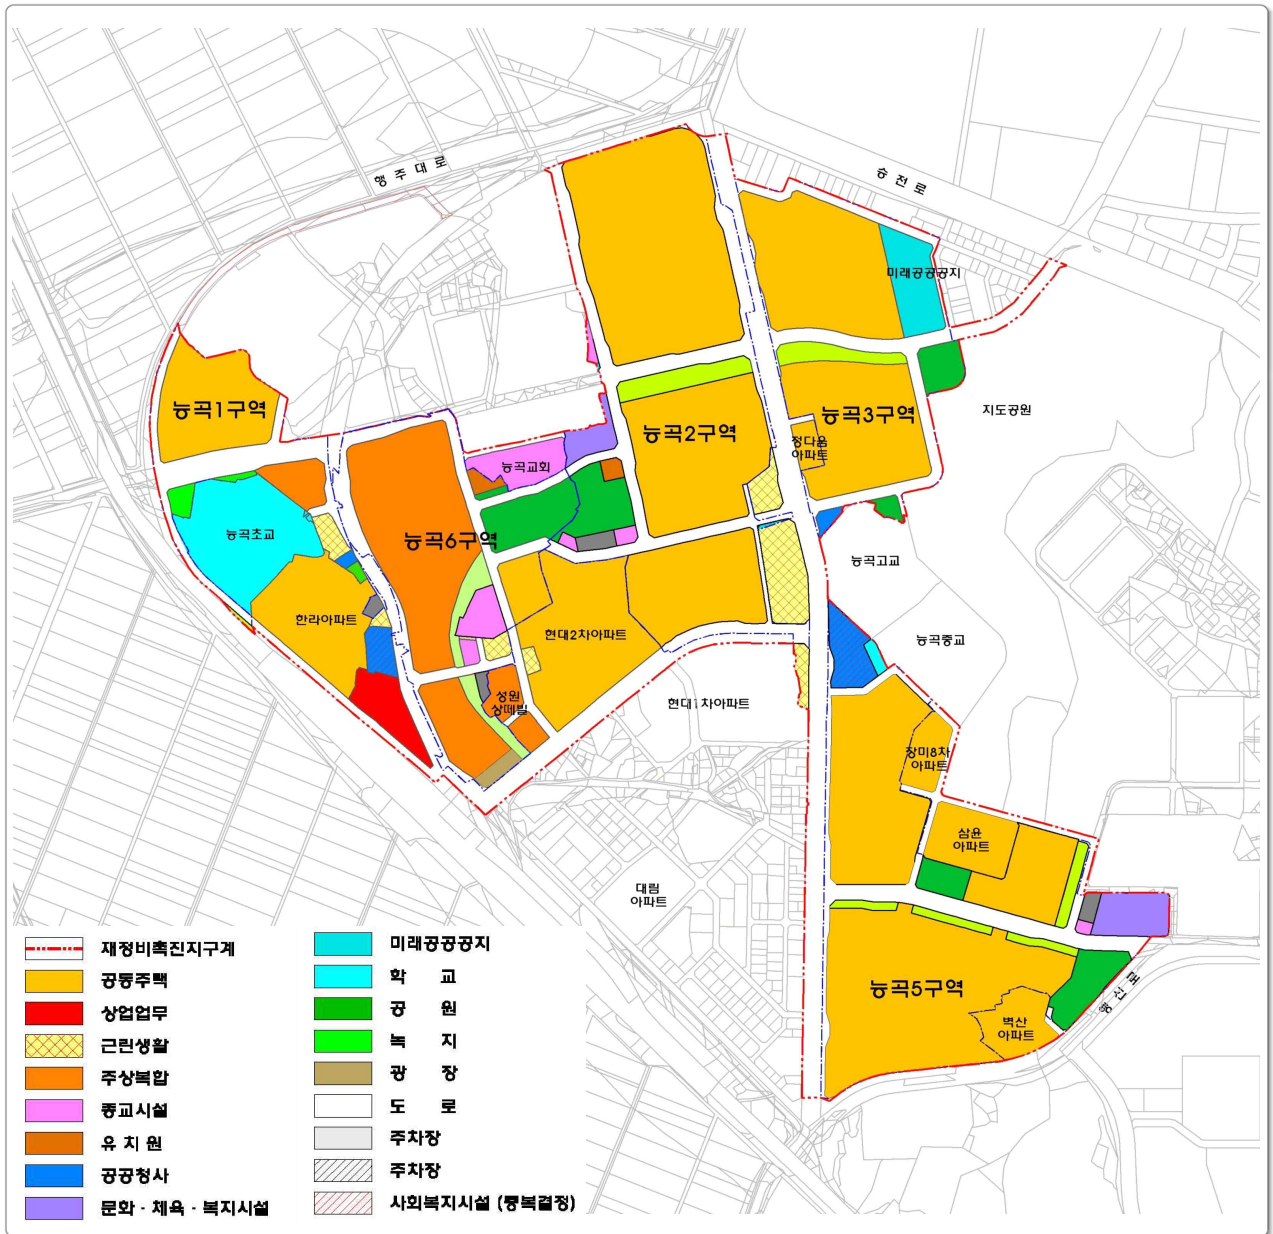 행주대로
승전로
미래공공공지
능곡1구역
지도공원
능곡2구역
능곡3구역
정다움
아파트
능곡교회
능곡초교
능곡6구역
능곡고교
한라아파트
현대2차아파트
능곡중교
성원
상떼빌
현대1차아파트
장미8차
아파트
삼윤
아파트
대림
아파트
능곡5구역
행신로
벽산
아파트
재정비촉진지구계
공동주택
상업업무
근린생활
주상복합
종교시설
유 치 원
공공청사
문화 · 체육 · 복지시설
미래공공공지
학 교
공 원
녹 지
광 장
도 로
주차장
주차장
사회복지시설 (중복결정)